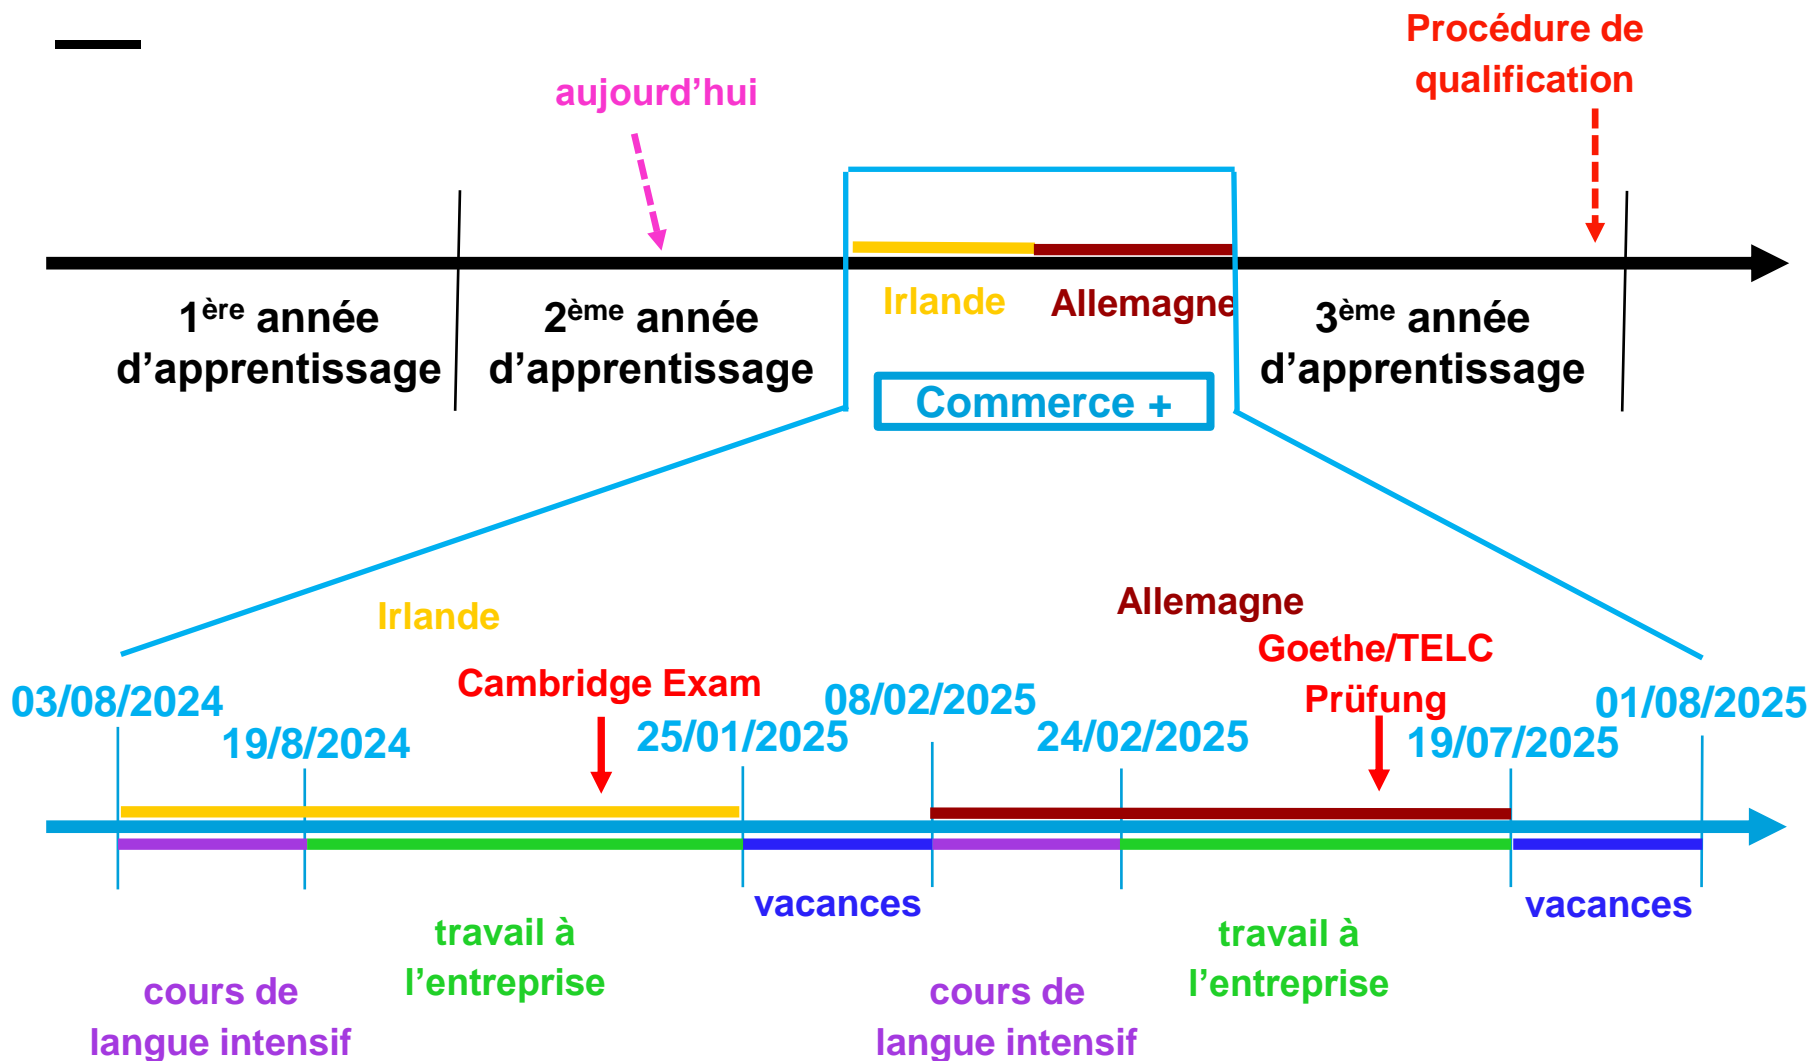 Procédure de
qualification
aujourd’hui
Irlande
Allemagne
1ère année
d’apprentissage
2ème année
d’apprentissage
3ème année
d’apprentissage
Commerce +
Irlande
Allemagne
Cambridge Exam
Goethe/TELC
Prüfung
03/08/2024
19/8/2024
25/01/2025
08/02/2025
24/02/2025
19/07/2025
01/08/2025
vacances
vacances
travail à
l’entreprise
travail à
l’entreprise
cours de
langue intensif
cours de
langue intensif